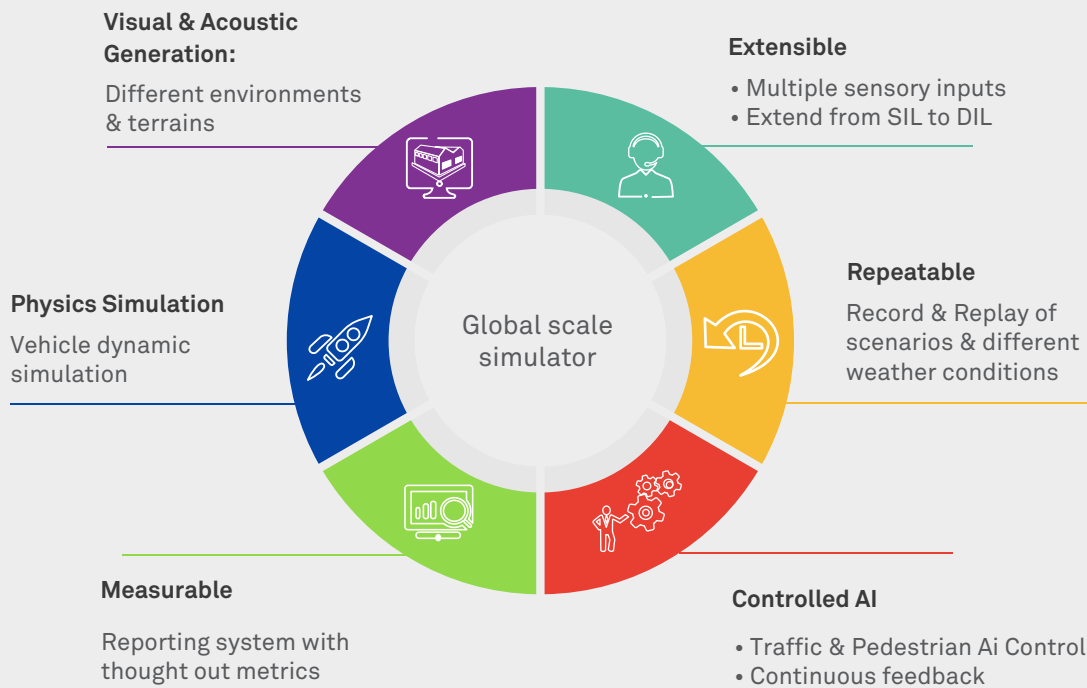 Visual & Acoustic
Generation:
Different environments
& terrains
Extensible
• Multiple sensory inputs
• Extend from SIL to DIL
Physics Simulation
Vehicle dynamic
simulation
Global scale
simulator
Repeatable
Record & Replay of
scenarios & different
weather conditions
Measurable
Reporting system with
thought out metrics
Controlled AI
• Traffic & Pedestrian Ai Control
• Continuous feedback